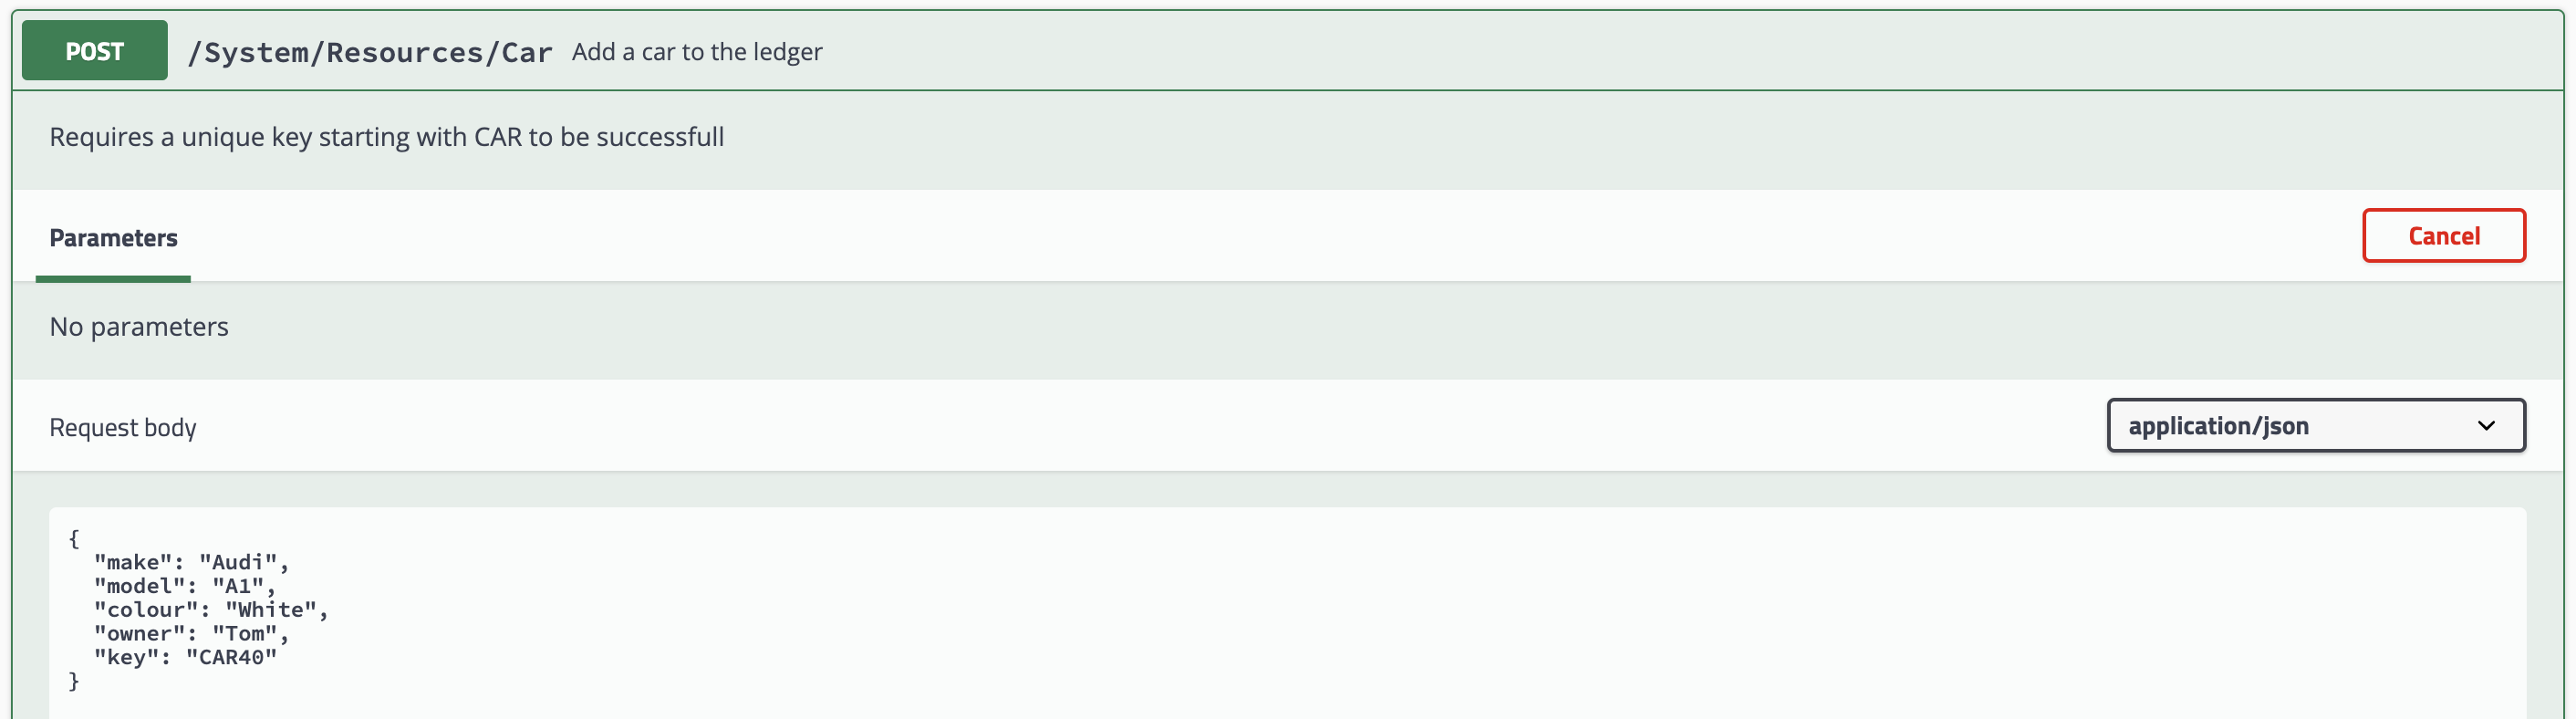 POST /System/Resources/Car Add a car to the ledger
Requires a unique key starting with CAR to be successfull
Parameters Cancel
No parameters
Request body application/json
{
  "make": "Audi",
  "model": "A1",
  "colour": "White",
  "owner": "Tom",
  "key": "CAR40"
}